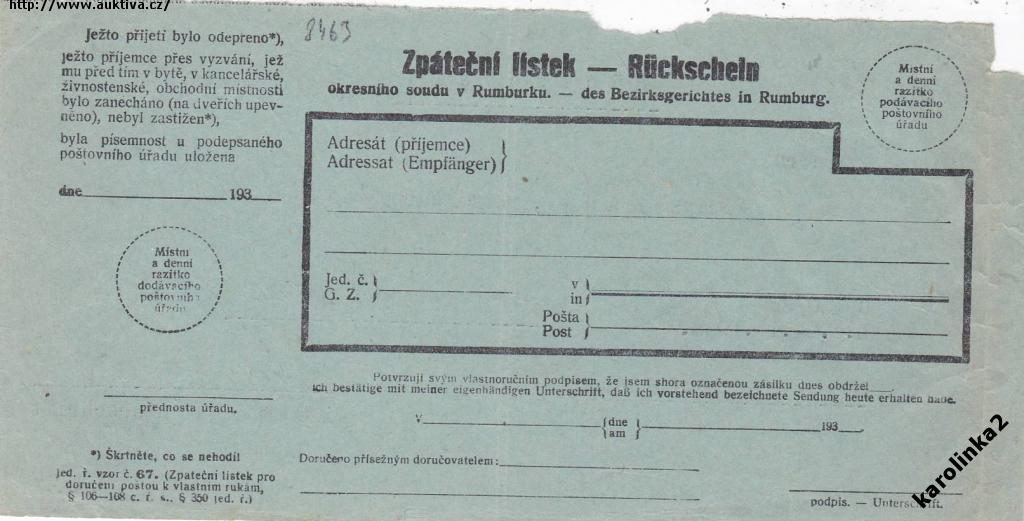 http://www.auktiva.cz/
Ježto přijetí bylo odepřeno*),
ježto příjemce přes vyzvání, jež
mu před tím v bytě, v kancelářské,
živnostenské, obchodní místnosti
bylo zanecháno (na dveřích upev-
něno), nebyl zastižen*),
byla písemnost u podepsaného
poštovního úřadu uložena
dne 193
Místní
a denní
razítko
dodávacího
poštovního
úřadu
přednosta úřadu.
*) Škrtněte, co se nehodí!
Jed. ř. vzor č. 67. (Zpáteční lístek pro
doručení poštou k vlastním rukám,
§ 106—108 c. ř. s., § 350 jed. ř.)
8463
Zpáteční lístek — Rückschein
okresního soudu v Rumburku. — des Bezirksgerichtes in Rumburg.
Místní
a denní
razítko
podávacího
poštovního
úřadu
Adresát (příjemce)
Adressat (Empfänger)
Jed. č.
G. Z.
v
in
Pošta
Post
Potvrzuji svým vlastnoručním podpisem, že jsem shora označenou zásilku dnes obdržel
Ich bestätige mit meiner eigenhändigen Unterschrift, daß ich vorstehend bezeichnete Sendung heute erhalten habe.
V dne 193
am
Doručeno přísežným doručovatelem:
podpis. — Unterschrift.
karolinka2